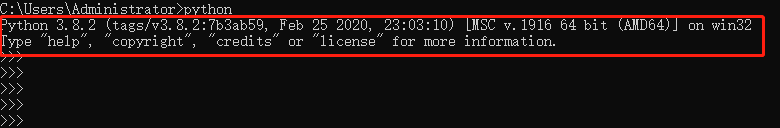 C:\Users\Administrator>python
Python 3.8.2 (tags/v3.8.2:7b3ab59, Feb 25 2020, 23:03:10) [MSC v.1916 64 bit (AMD64)] on win32
Type "help", "copyright", "credits" or "license" for more information.
>>>
>>>
>>>
>>>
>>>